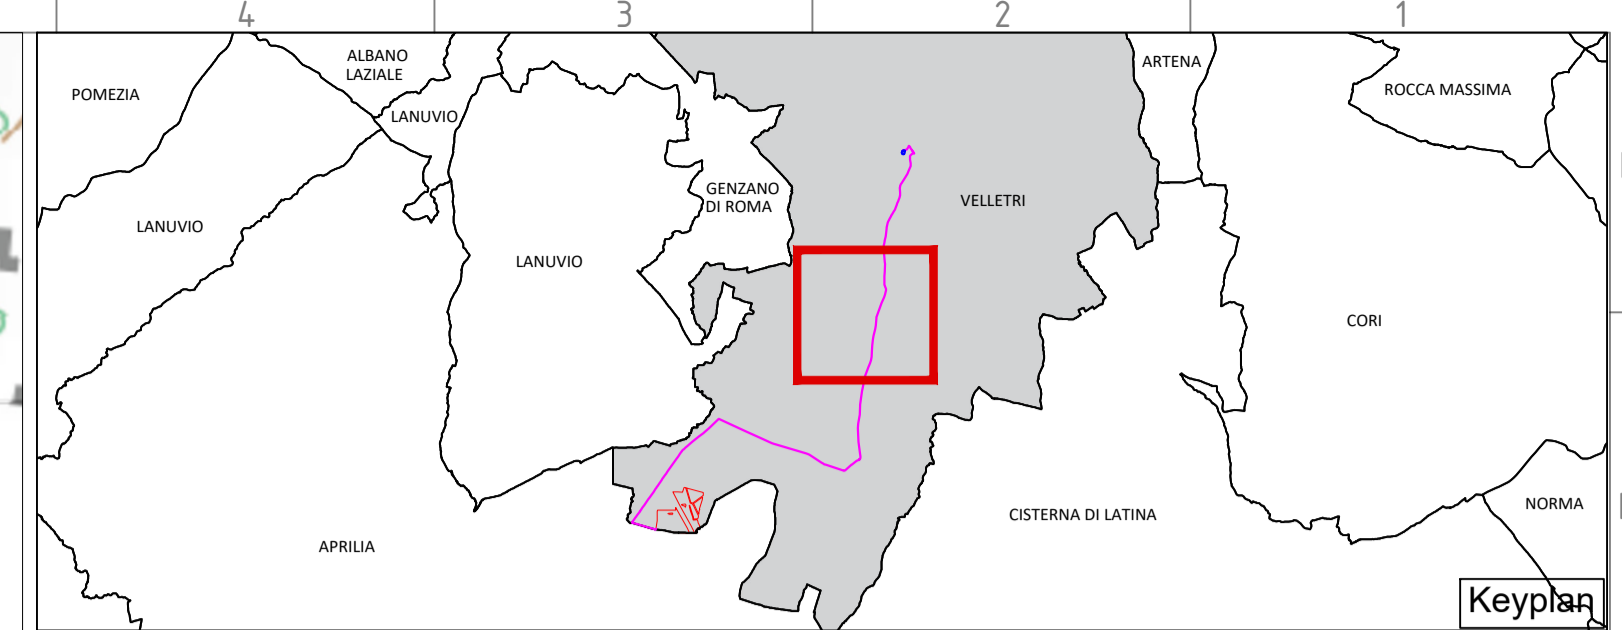 4
3
2
1
ALBANO
LAZIALE
ARTENA
ROCCA MASSIMA
POMEZIA
LANUVIO
GENZANO
DI ROMA
VELLETRI
LANUVIO
LANUVIO
CORI
NORMA
CISTERNA DI LATINA
APRILIA
Keyplan